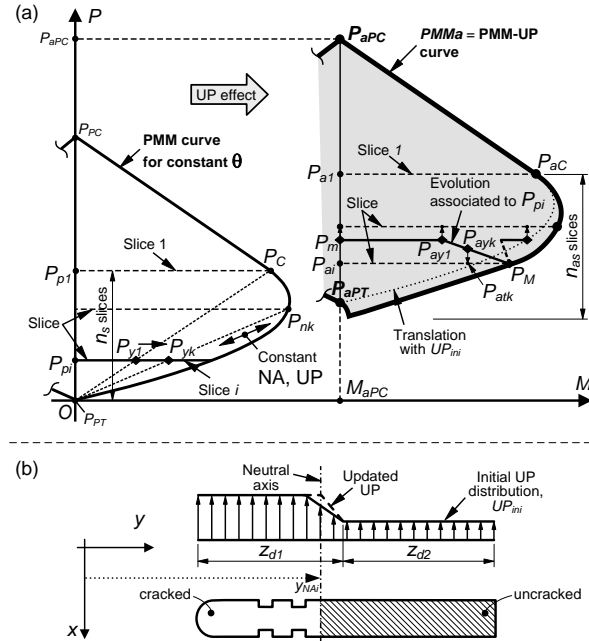 (a)
P
P_aPC
P_aPC
PMMa = PMM-UP
curve
UP effect
P_PC
PMM curve
for constant θ
Slice 1
P_a1
P_aC
Evolution
associated to P_pi
Slice 1
P_C
Slice
P_p1
P_m
P_ay1
P_ayk
n_as slices
P_ai
P_M
n_s slices
P_nk
P_aPT
P_atk
Slice
P_y1
P_yk
Translation
with UP_ini
Constant
NA, UP
P_pi
Slice i
M_aPC
M
O
P_PT
(b)
Neutral
axis
Updated
UP
Initial UP
distribution,
UP_ini
y
z_d1
z_d2
y_NAi
cracked
uncracked
x